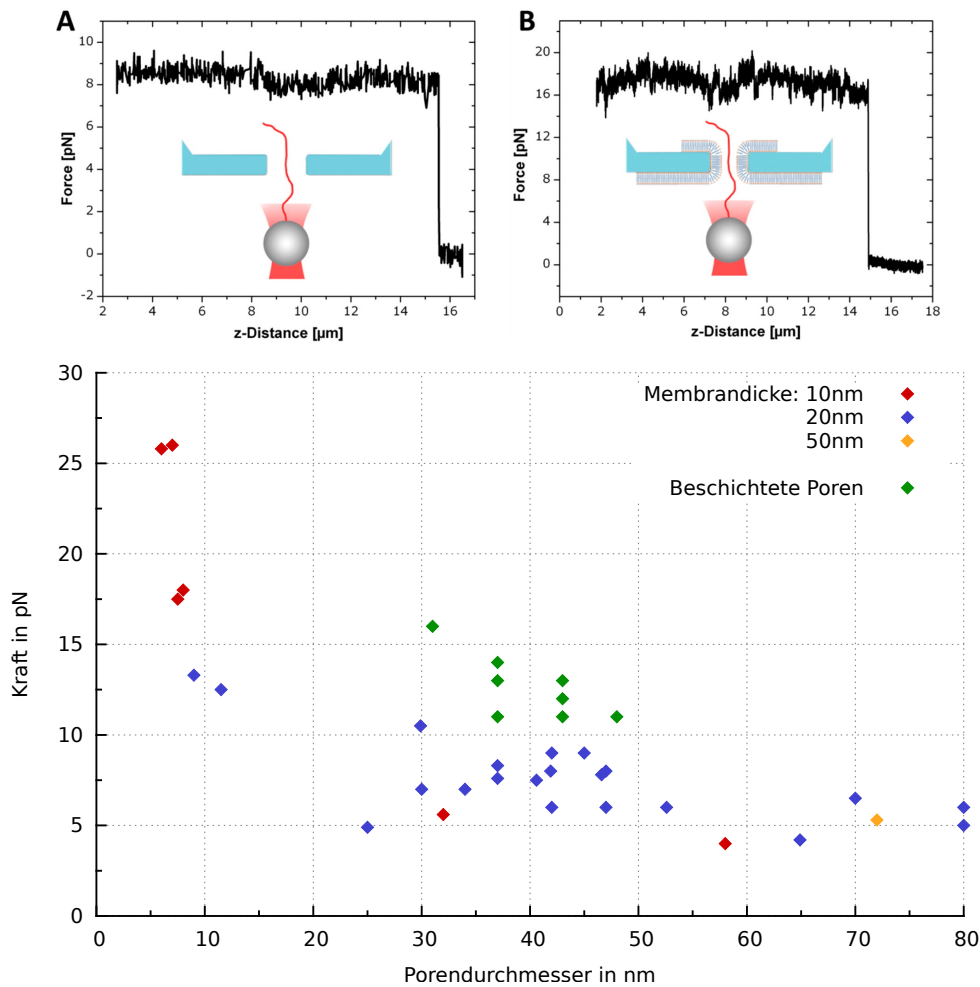 A
10
8
6
4
2
0
-2
Force [pN]
2 4 6 8 10 12 14 16
z-Distance [µm]
B
20
16
12
8
4
0
Force [pN]
0 2 4 6 8 10 12 14 16 18
z-Distance [µm]
30
25
20
15
10
5
0
Kraft in pN
Membrandicke: 10nm
20nm
50nm
Beschichtete Poren
0 10 20 30 40 50 60 70 80
Porendurchmesser in nm